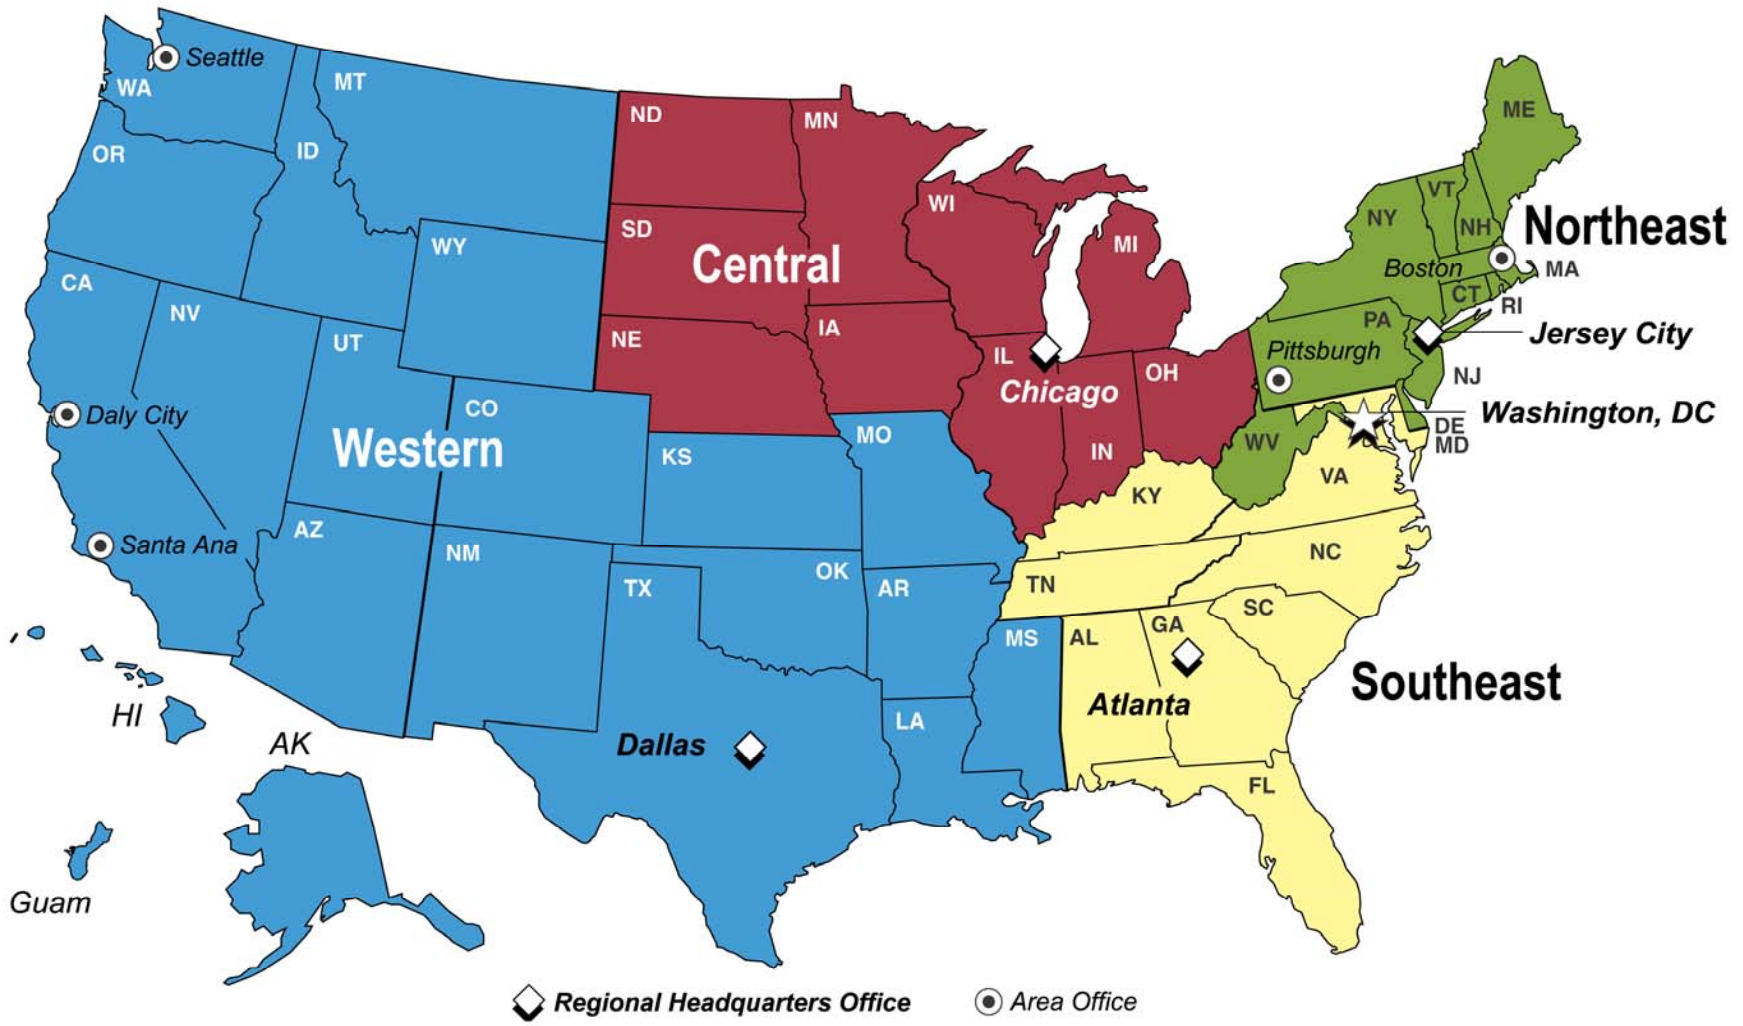 Seattle
WA
MT
ND
MN
ME
OR
ID
WI
VT
NY
NH
Northeast
SD
WY
MI
Central
Boston
MA
CA
CT
RI
NV
IA
PA
Jersey City
UT
NE
IL
Pittsburgh
OH
NJ
Chicago
CO
Daly City
Washington, DC
DE
MD
Western
MO
WV
IN
KS
VA
KY
AZ
Santa Ana
NM
NC
OK
TX
AR
TN
SC
GA
MS
AL
Southeast
Atlanta
HI
LA
AK
Dallas
FL
Guam
Regional Headquarters Office
Area Office